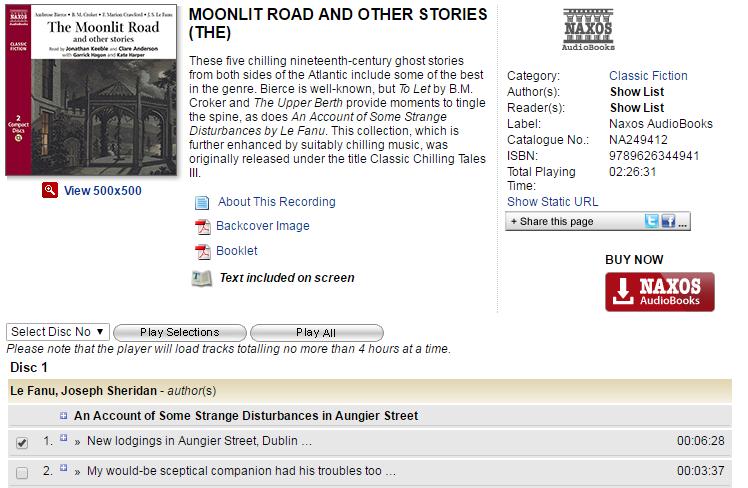 NAXOS
AudioBooks
CLASSIC
FICTION
2
Compact
Discs
Ambrose Bierce • B. M. Croker • F. Marion Crawford • J. S. Le Fanu
The Moonlit Road
and other stories
Read by Jonathan Keeble and Clare Anderson
with Garrick Hagon and Kate Harper
View 500x500
MOONLIT ROAD AND OTHER STORIES
(THE)
These five chilling nineteenth-century ghost stories
from both sides of the Atlantic include some of the best
in the genre. Bierce is well-known, but To Let by B.M.
Croker and The Upper Berth provide moments to tingle
the spine, as does An Account of Some Strange
Disturbances by Le Fanu. This collection, which is
further enhanced by suitably chilling music, was
originally released under the title Classic Chilling Tales
III.
About This Recording
Backcover Image
Booklet
Text included on screen
NAXOS
AudioBooks
Category: Classic Fiction
Author(s): Show List
Reader(s): Show List
Label: Naxos AudioBooks
Catalogue No.: NA249412
ISBN: 9789626344941
Total Playing Time: 02:26:31
Show Static URL
+ Share this page ...
BUY NOW
NAXOS
AudioBooks
Select Disc No ▼ Play Selections Play All
Please note that the player will load tracks totalling no more than 4 hours at a time.
Disc 1
Le Fanu, Joseph Sheridan - author(s)
An Account of Some Strange Disturbances in Aungier Street
1. » New lodgings in Aungier Street, Dublin … 00:06:28
2. » My would-be sceptical companion had his troubles too … 00:03:37